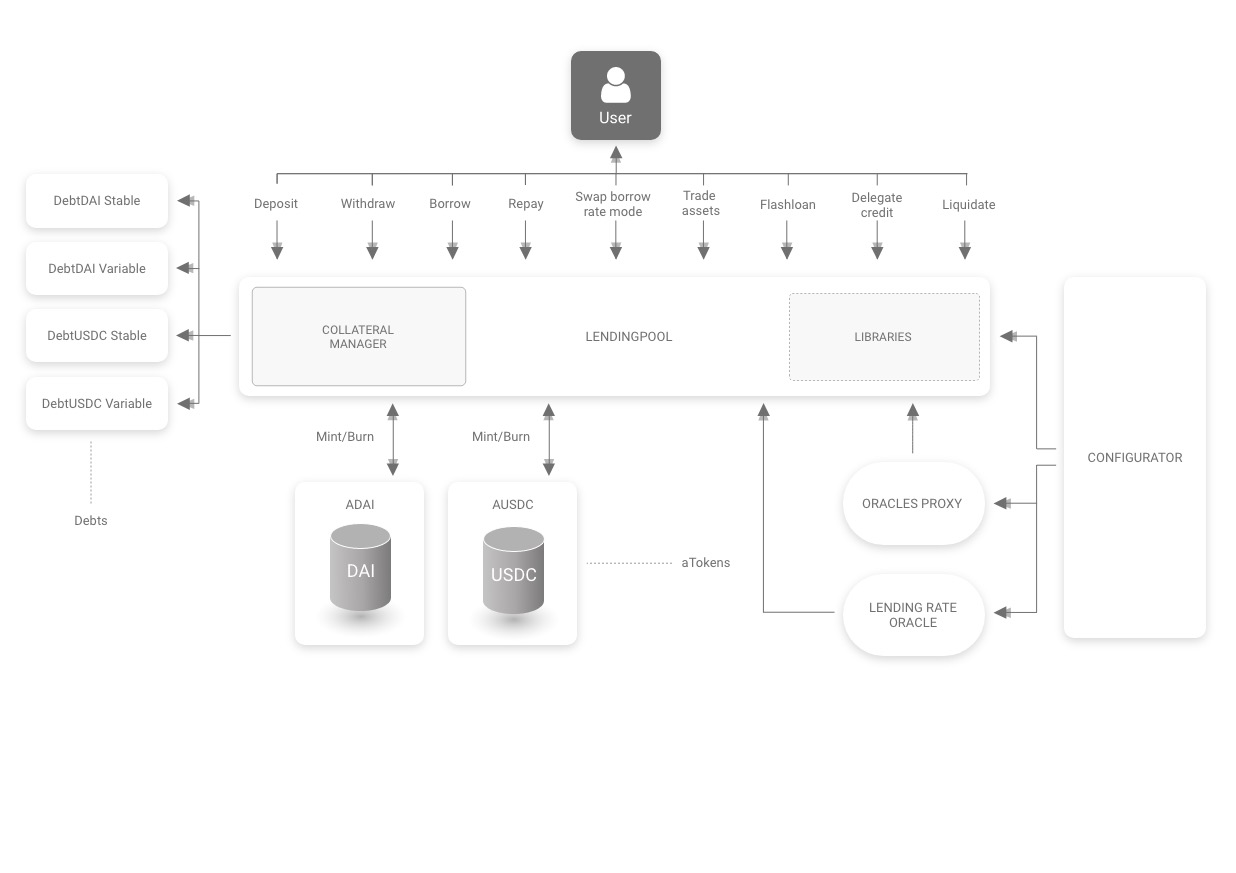 User
Deposit
Withdraw
Borrow
Repay
Swap borrow
rate mode
Trade
assets
Flashloan
Delegate
credit
Liquidate
DebtDAI Stable
DebtDAI Variable
DebtUSDC Stable
DebtUSDC Variable
Debts
COLLATERAL
MANAGER
LENDINGPOOL
LIBRARIES
Mint/Burn
Mint/Burn
ADAI
DAI
AUSDC
USDC
aTokens
ORACLES PROXY
LENDING RATE
ORACLE
CONFIGURATOR